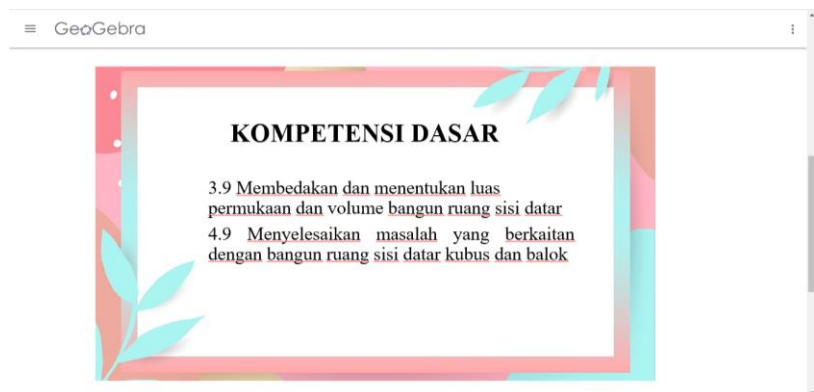 GeoGebra
KOMPETENSI DASAR
3.9 Membedakan dan menentukan luas
permukaan dan volume bangun ruang sisi datar
4.9 Menyelesaikan masalah yang berkaitan
dengan bangun ruang sisi datar kubus dan balok